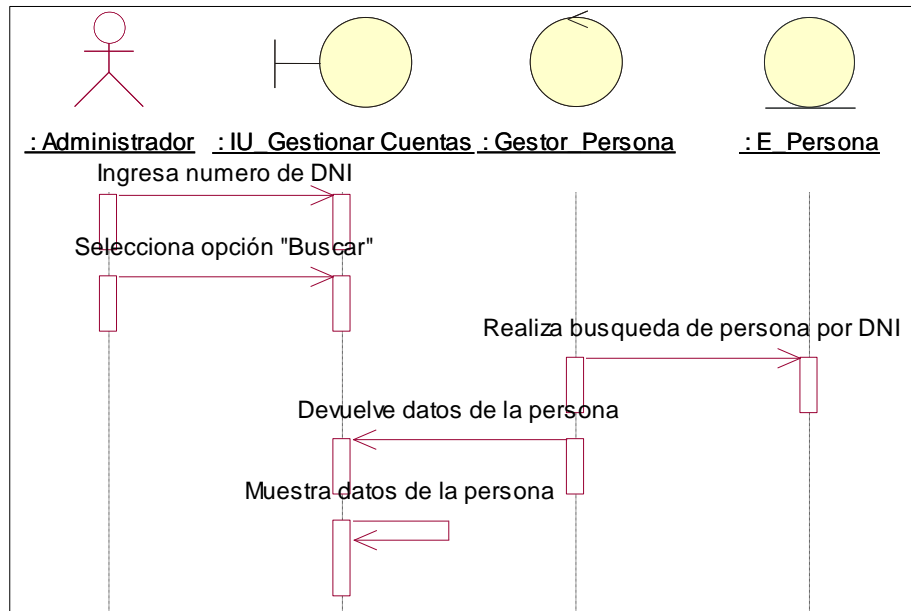 : Administrador
: IU_Gestionar Cuentas
: Gestor_Persona
: E_Persona
Ingresa numero de DNI
Selecciona opción "Buscar"
Realiza busqueda de persona por DNI
Devuelve datos de la persona
Muestra datos de la persona